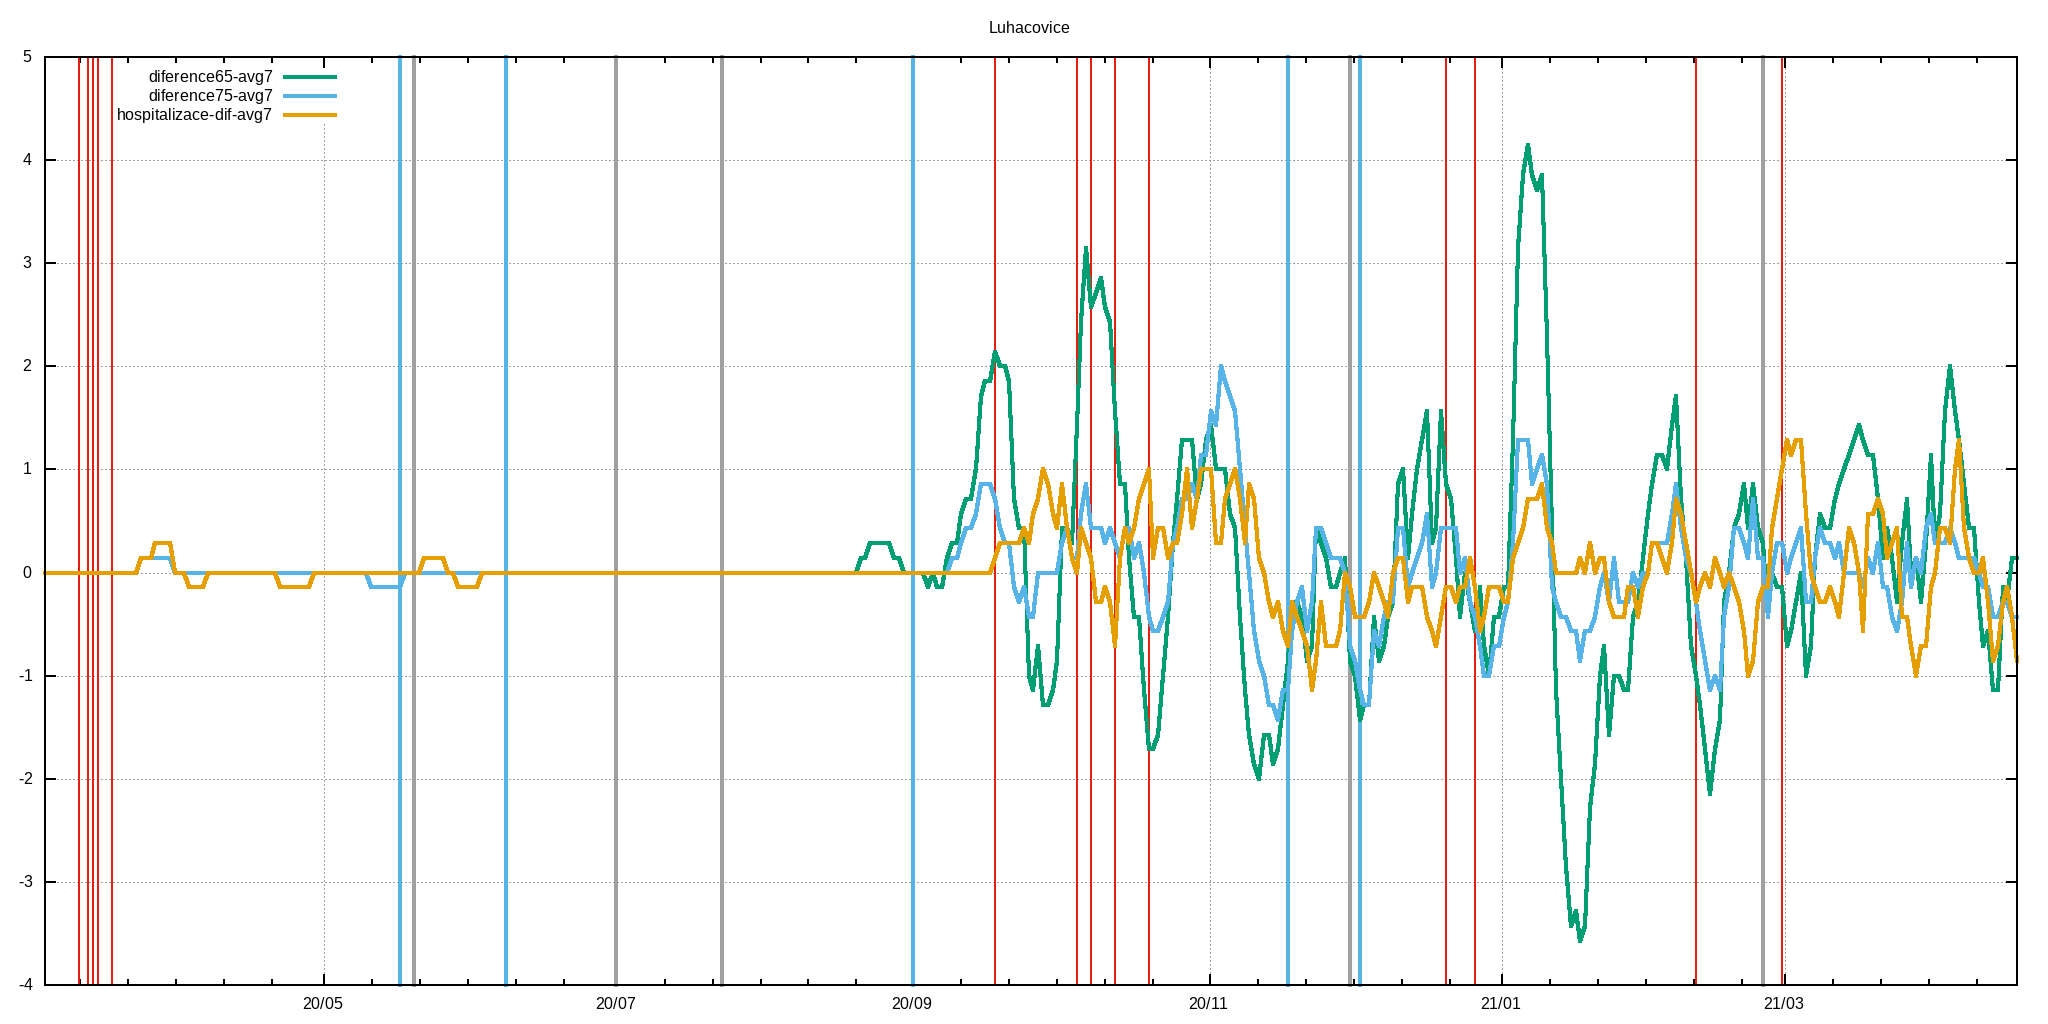 Luhacovice
5
diference65-avg7
diference75-avg7
hospitalizace-dif-avg7
4
3
2
1
0
-1
-2
-3
-4
20/05 20/07 20/09 20/11 21/01 21/03